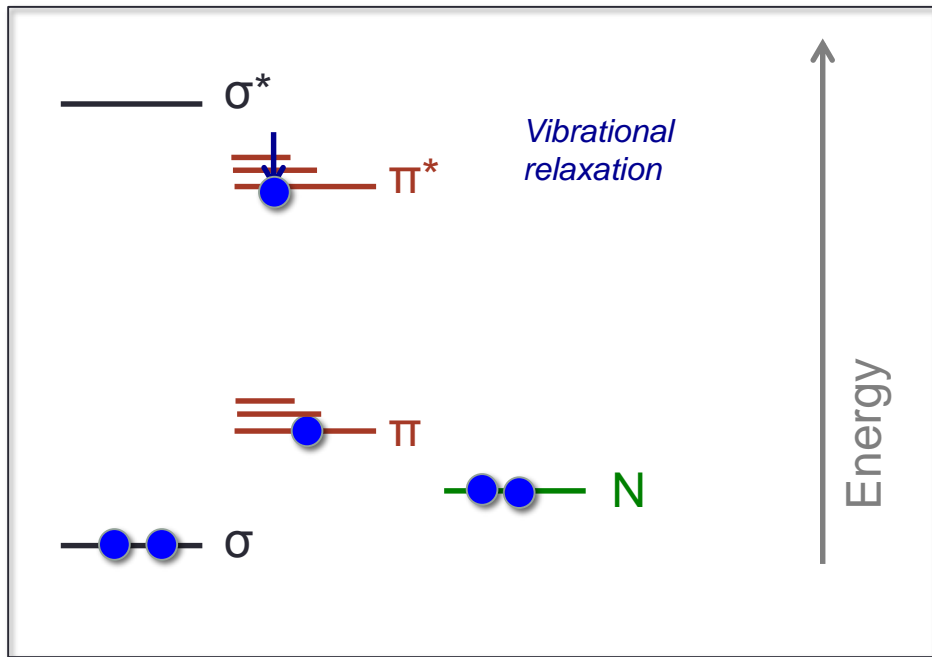 σ*
Vibrational
relaxation
π*
π
N
σ
Energy